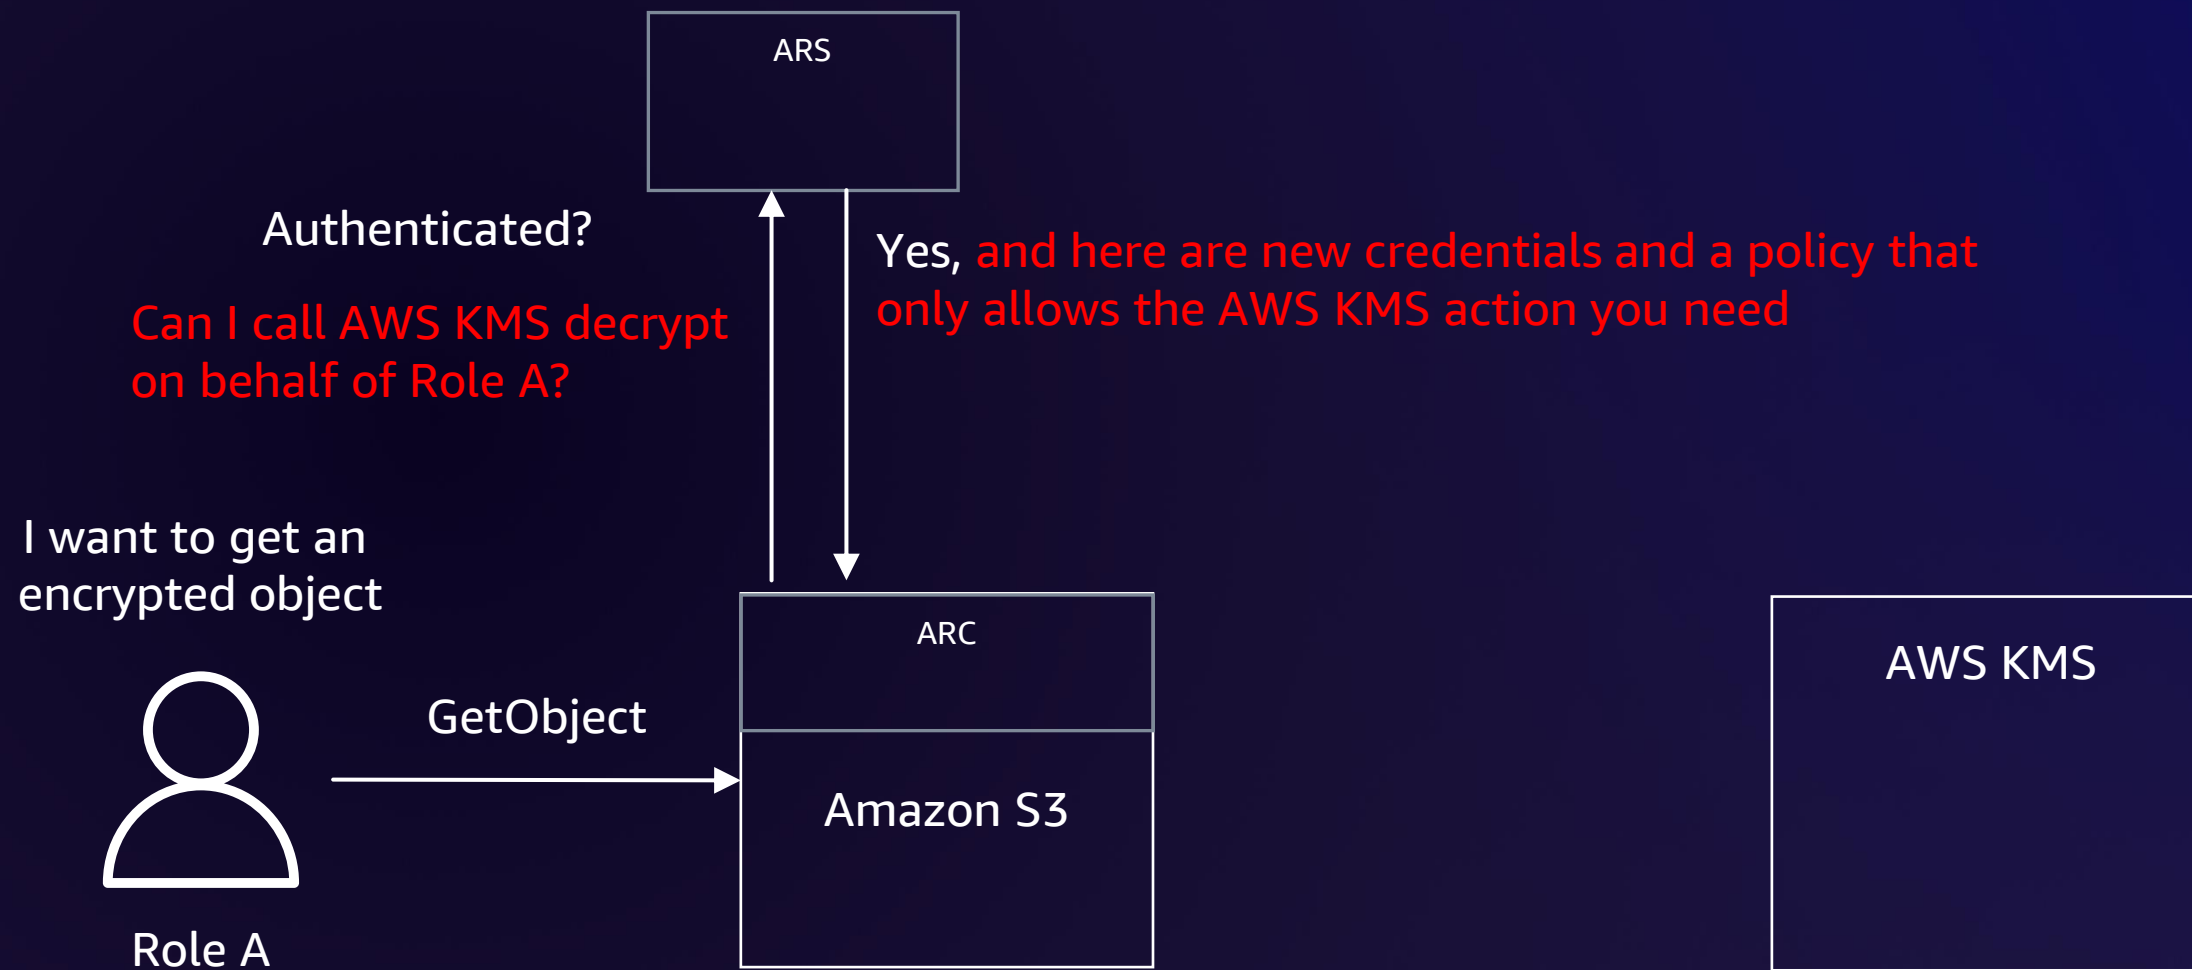 ARS
Authenticated?
Can I call AWS KMS decrypt
on behalf of Role A?
Yes, and here are new credentials and a policy that
only allows the AWS KMS action you need
I want to get an
encrypted object
GetObject
Role A
ARC
Amazon S3
AWS KMS